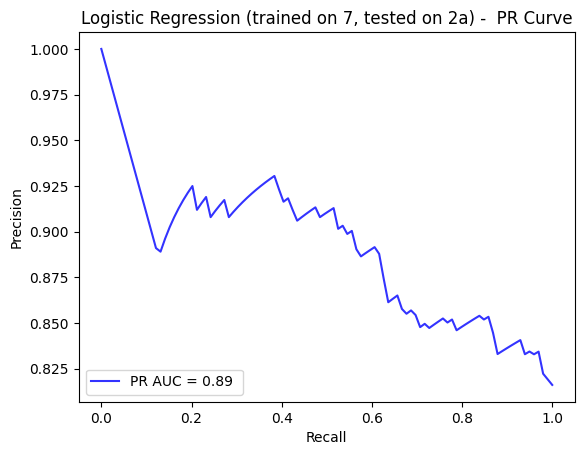 Logistic Regression (trained on 7, tested on 2a) -  PR Curve
1.000
0.975
0.950
0.925
0.900
0.875
0.850
0.825
Precision
PR AUC = 0.89
0.0 0.2 0.4 0.6 0.8 1.0
Recall